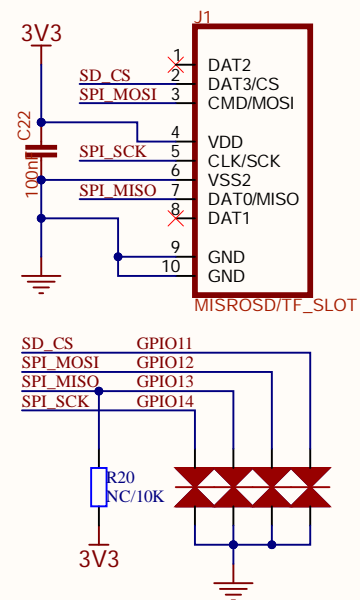 J1
3V3
1 DAT2
SD_CS 2 DAT3/CS
SPI_MOSI 3 CMD/MOSI
C22
100nF
4 VDD
SPI_SCK 5 CLK/SCK
6 VSS2
SPI_MISO 7 DAT0/MISO
8 DAT1
9 GND
10 GND
MISROSD/TF_SLOT
SD_CS GPIO11
SPI_MOSI GPIO12
SPI_MISO GPIO13
SPI_SCK GPIO14
R20
NC/10K
3V3